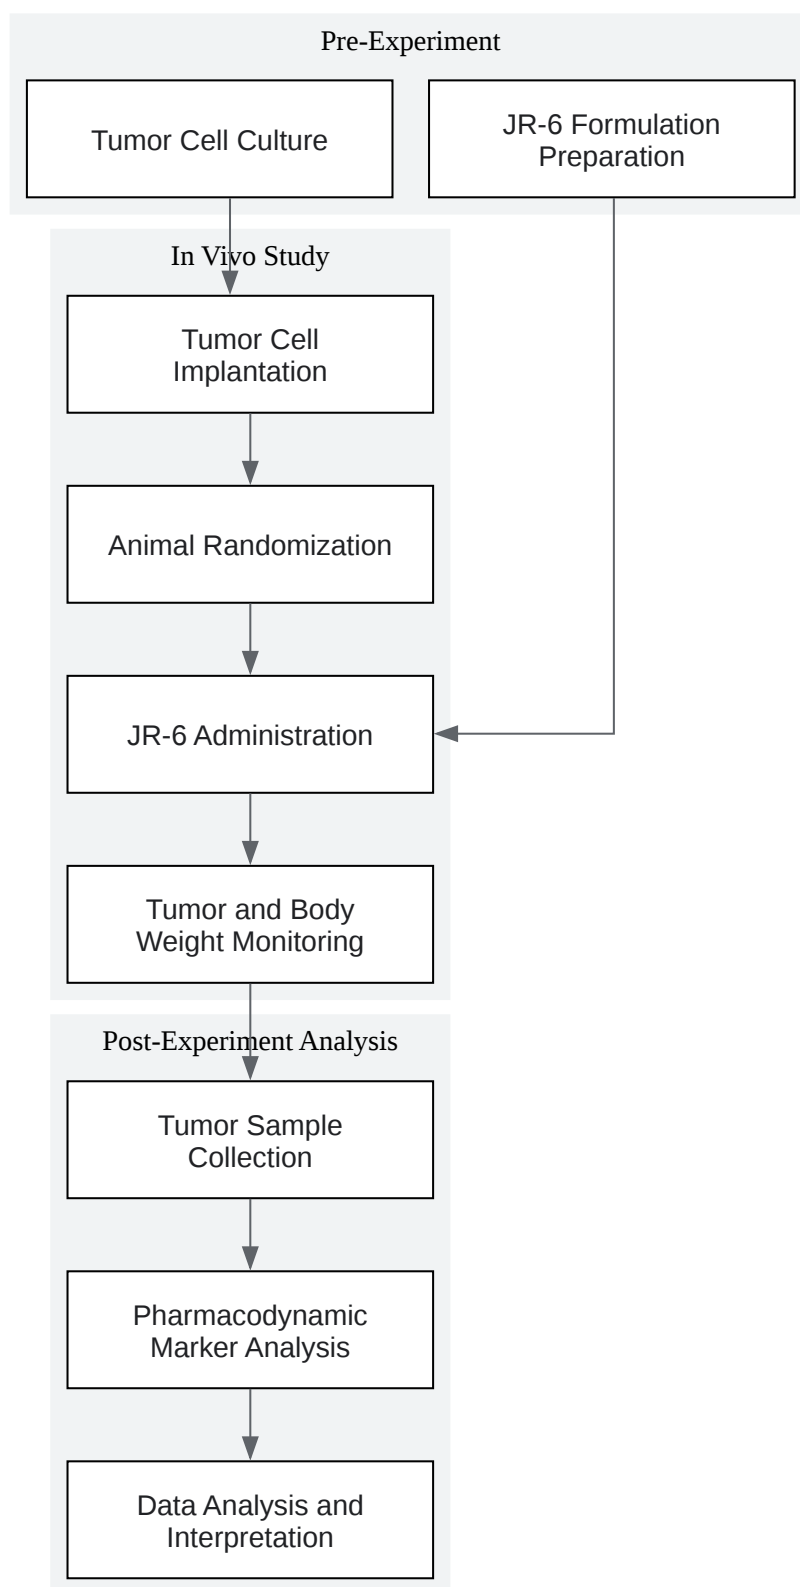 Pre-Experiment
Tumor Cell Culture
JR-6 Formulation
Preparation
In Vivo Study
Tumor Cell
Implantation
Animal Randomization
JR-6 Administration
Tumor and Body
Weight Monitoring
Post-Experiment Analysis
Tumor Sample
Collection
Pharmacodynamic
Marker Analysis
Data Analysis and
Interpretation